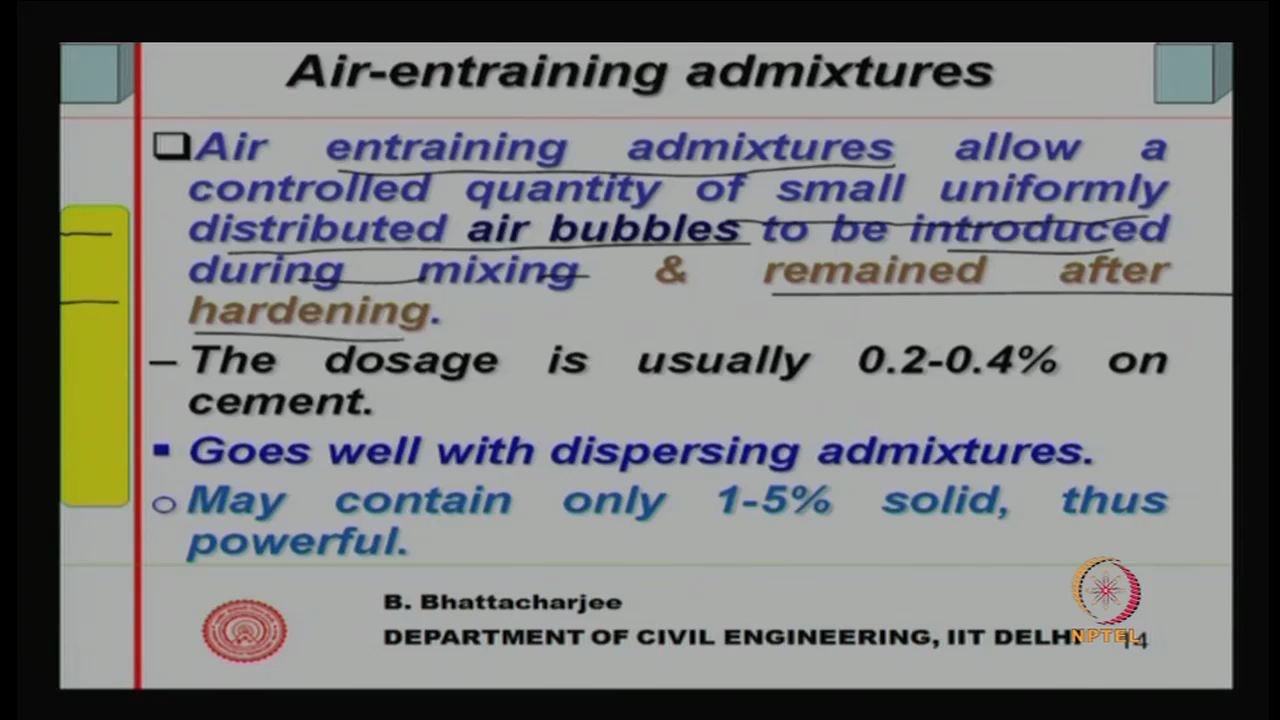 Air-entraining admixtures
Air entraining admixtures allow a
controlled quantity of small uniformly
distributed air bubbles to be introduced
during mixing & remained after
hardening.
– The dosage is usually 0.2-0.4% on
cement.
▪ Goes well with dispersing admixtures.
○ May contain only 1-5% solid, thus
powerful.
B. Bhattacharjee
DEPARTMENT OF CIVIL ENGINEERING, IIT DELHI
NPTEL
14